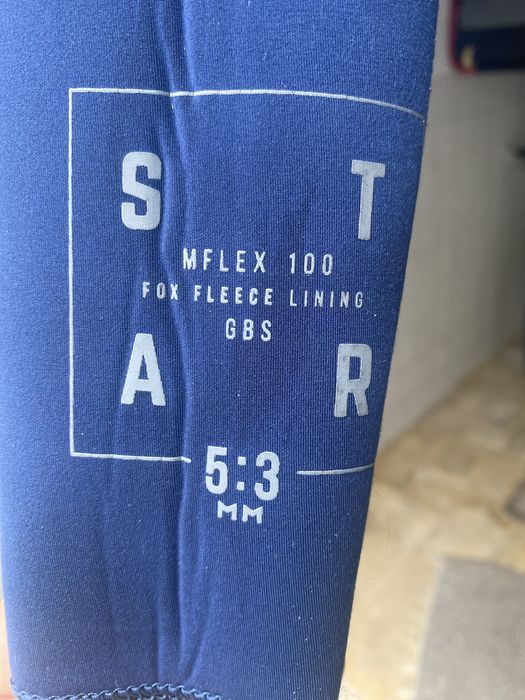 S T
MFLEX 100
FOX FLEECE LINING
GBS
A R
5:3
MM